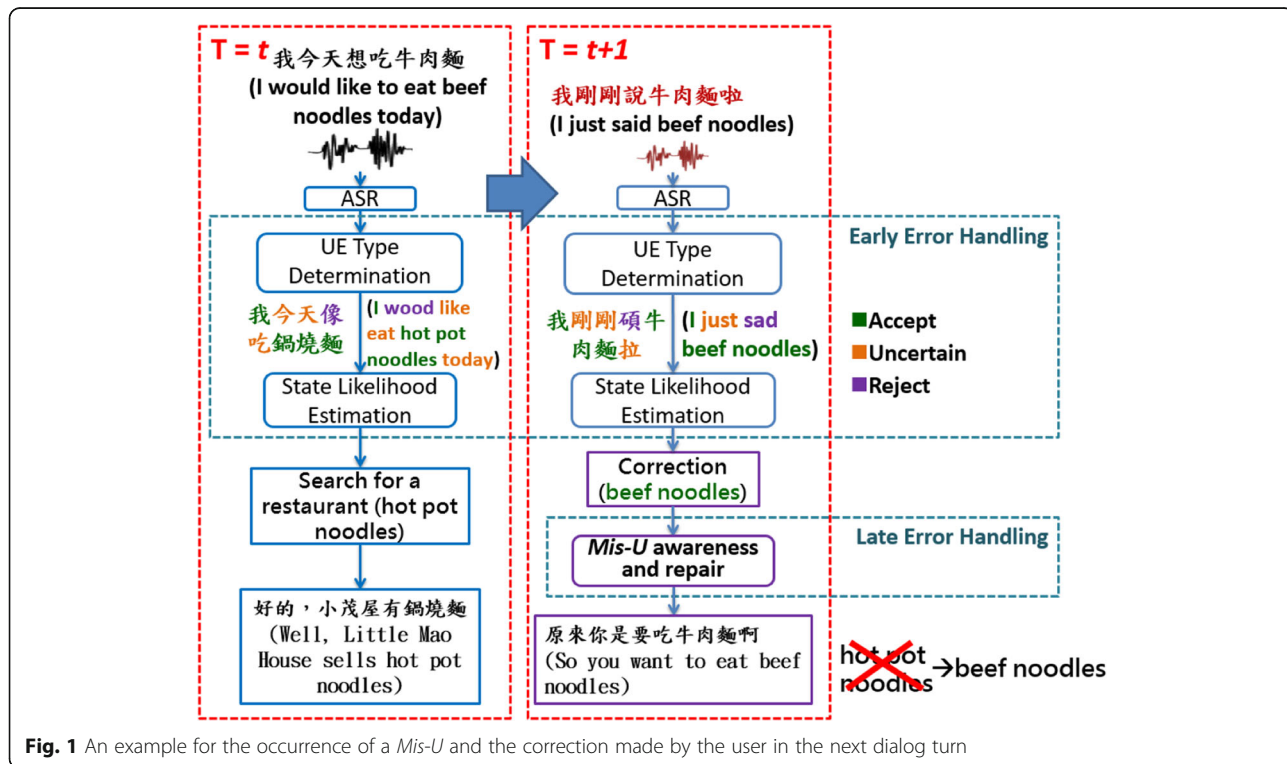 T = t 我今天想吃牛肉麵
(I would like to eat beef
noodles today)
ASR
UE Type
Determination
我今天像
吃鍋燒麵
(I wood like
eat hot pot
noodles today)
State Likelihood
Estimation
Search for a
restaurant (hot pot
noodles)
好的，小茂屋有鍋燒麵
(Well, Little Mao
House sells hot pot
noodles)
T = t+1
我剛剛說牛肉麵啦
(I just said beef noodles)
ASR
Early Error Handling
UE Type
Determination
我剛剛碩牛
肉麵拉
(I just sad
beef noodles)
State Likelihood
Estimation
Accept
Uncertain
Reject
Correction
(beef noodles)
Late Error Handling
Mis-U awareness
and repair
原來你是要吃牛肉麵啊
(So you want to eat beef
noodles)
hot pot
noodles →beef noodles
Fig. 1 An example for the occurrence of a Mis-U and the correction made by the user in the next dialog turn